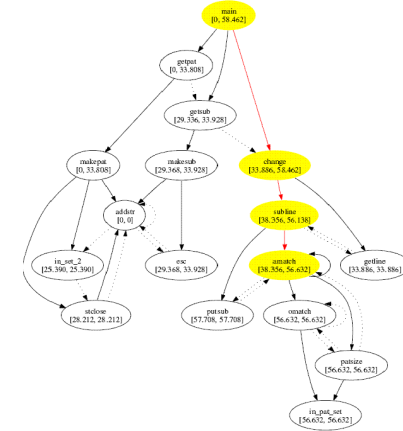 main
[0, 58.462]
getpat
[0, 33.808]
getsub
[29.336, 33.928]
makepat
[0, 33.808]
makesub
[29.368, 33.928]
change
[33.886, 58.462]
addstr
[0, 0]
subline
[38.356, 56.138]
in_set_2
[25.390, 25.390]
esc
[29.368, 33.928]
amatch
[38.356, 56.632]
getline
[33.886, 33.886]
stclose
[28.212, 28.212]
putsub
[57.708, 57.708]
omatch
[56.632, 56.632]
patsize
[56.632, 56.632]
in_pat_set
[56.632, 56.632]